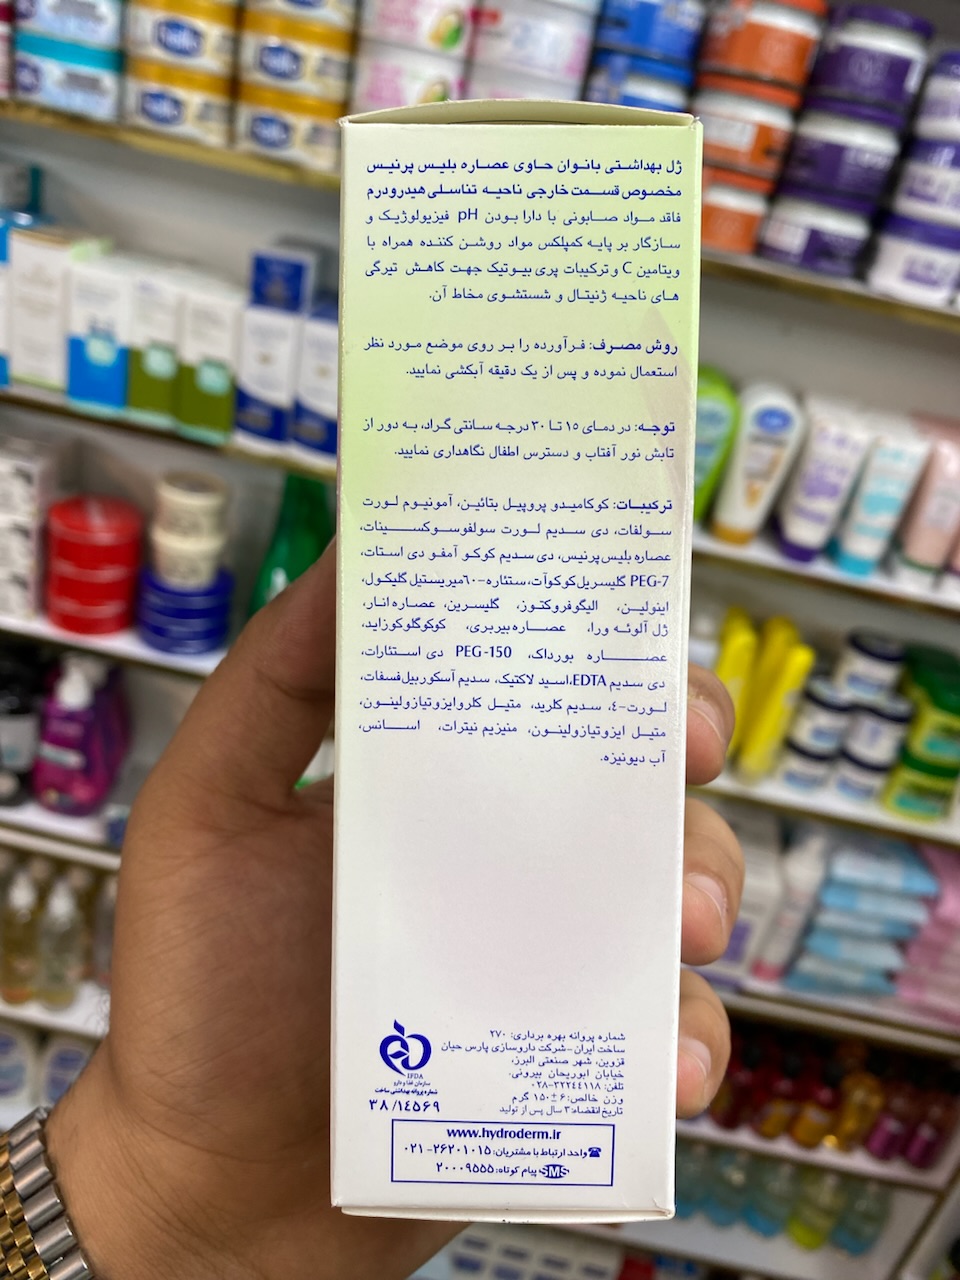 ژل بهداشتی بانوان حاوی عصاره بلیس پرنیس
مخصوص قسمت خارجی ناحیه تناسلی هیدرودرم
فاقد مواد صابونی با دارا بودن pH فیزیولوژیک و
سازگار بر پایه کمپلکس مواد روشن کننده همراه با
ویتامین C و ترکیبات پری بیوتیک جهت کاهش تیرگی
های ناحیه ژنیتال و شستشوی مخاط آن.
روش مصرف: فرآورده را بر روی موضع مورد نظر
استعمال نموده و پس از یک دقیقه آبکشی نمایید.
توجه: در دمای ۱۵ تا ۳۰ درجه سانتی گراد، به دور از
تابش نور آفتاب و دسترس اطفال نگهداری نمایید.
ترکیبات: کوکامیدو پروپیل بتائین، آمونیوم لورت
سولفات، دی سدیم لورت سولفوسوکسینات،
عصاره بلیس پرنیس، دی سدیم کوکو آمفو دی استات،
PEG-7 گلیسریل کوکوآت، ستئاره-۶۰ میریستیل گلیکول،
اینولین، الیگوفروکتوز، گلیسرین، عصاره انار،
ژل آلوئه ورا، عصاره بیربری، کوکوگلوکوزاید،
عصاره بورداک، PEG-150 دی استئارات،
دی سدیم EDTA، اسید لاکتیک، سدیم آسکوربیل فسفات،
لورت-۴، سدیم کلرید، متیل کلروایزوتیازولینون،
متیل ایزوتیازولینون، منیزیم نیترات، اسانس،
آب دیونیزه.
شماره پروانه بهره برداری: ۲۷۰
ساخت ایران-شرکت داروسازی پارس حیان
قزوین، شهر صنعتی البرز،
خیابان ابوریحان بیرونی.
تلفن: ۳۲۲۴۴۱۱۸-۰۲۸
وزن خالص: ۶±۱۵۰ گرم
تاریخ انقضاء: ۳ سال پس از تولید
IFDA
سازمان غذا و دارو
شماره پروانه بهداشتی ساخت
۳۸/۱۴۵۶۹
www.hydroderm.ir
واحد ارتباط با مشتریان: ۲۶۲۰۱۰۱۵-۰۲۱
SMS پیام کوتاه: ۲۰۰۰۹۵۵۵